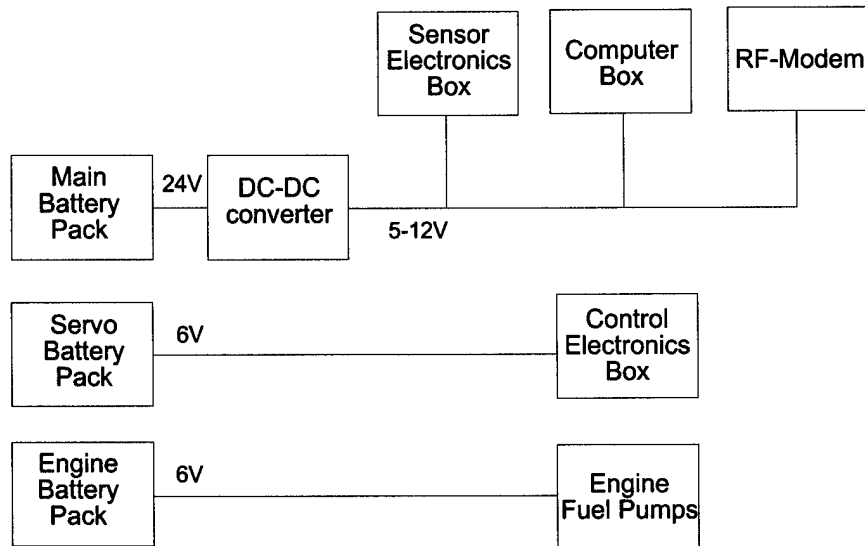 Sensor
Electronics
Box
Computer
Box
RF-Modem
Main
Battery
Pack
24V
DC-DC
converter
5-12V
Servo
Battery
Pack
6V
Control
Electronics
Box
Engine
Battery
Pack
6V
Engine
Fuel Pumps